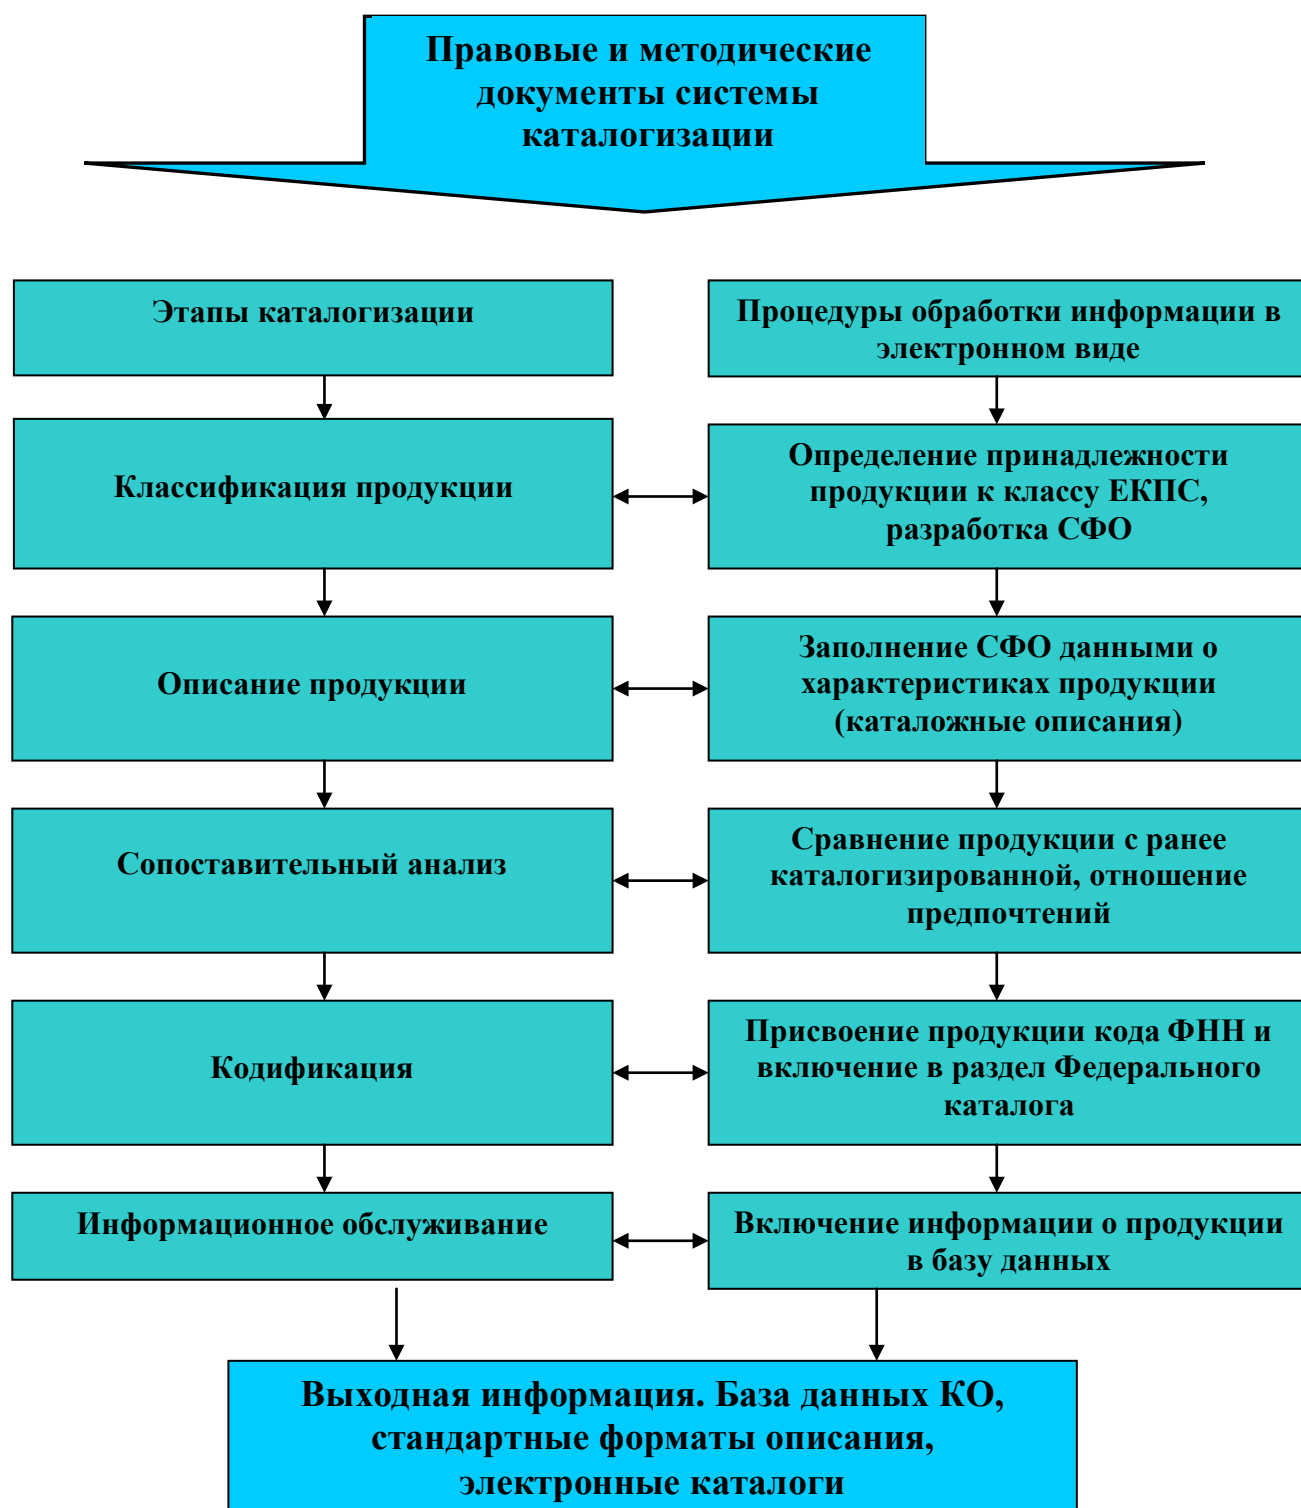 Правовые и методические
документы системы
каталогизации
Этапы каталогизации
Процедуры обработки информации в
электронном виде
Классификация продукции
Определение принадлежности
продукции к классу ЕКПС,
разработка СФО
Описание продукции
Заполнение СФО данными о
характеристиках продукции
(каталожные описания)
Сопоставительный анализ
Сравнение продукции с ранее
каталогизированной, отношение
предпочтений
Кодификация
Присвоение продукции кода ФНН и
включение в раздел Федерального
каталога
Информационное обслуживание
Включение информации о продукции
в базу данных
Выходная информация. База данных КО,
стандартные форматы описания,
электронные каталоги